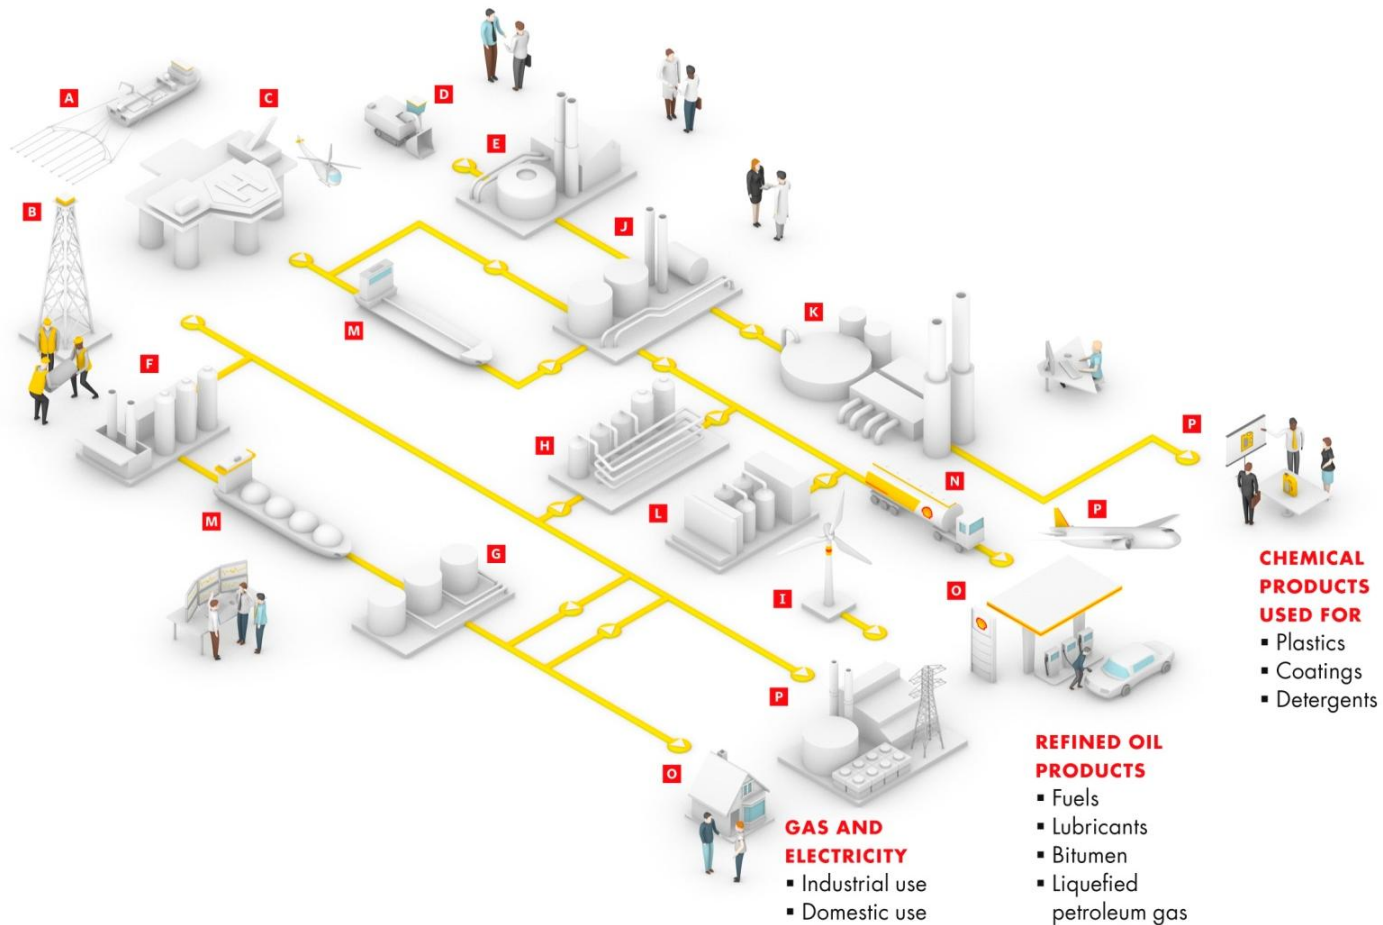 A
C
D
E
B
J
M
K
F
P
H
N
L
P
M
G
I
O
P
O
H
CHEMICAL
PRODUCTS
USED FOR
▪ Plastics
▪ Coatings
▪ Detergents
REFINED OIL
PRODUCTS
▪ Fuels
▪ Lubricants
▪ Bitumen
▪ Liquefied
petroleum gas
GAS AND
ELECTRICITY
▪ Industrial use
▪ Domestic use